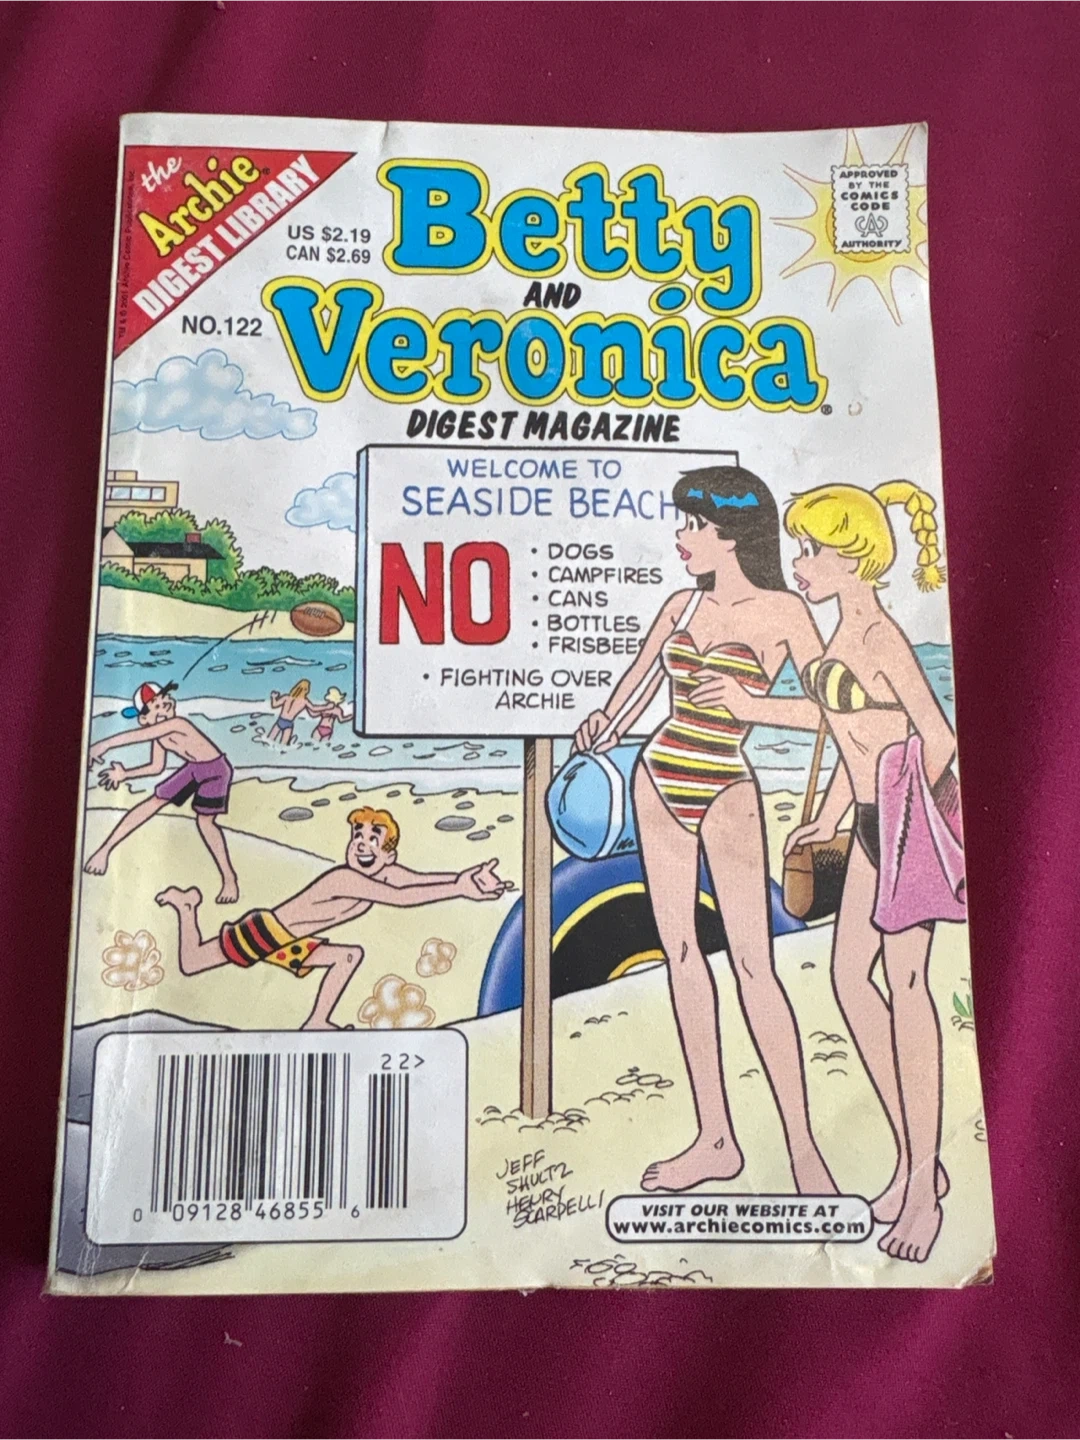 the
Archie®
DIGEST LIBRARY
US $2.19
CAN $2.69
NO.122
Betty
AND
Veronica®
DIGEST MAGAZINE
APPROVED
BY THE
COMICS
CODE
CA
AUTHORITY
WELCOME TO
SEASIDE BEACH
NO
• DOGS
• CAMPFIRES
• CANS
• BOTTLES
• FRISBEES
• FIGHTING OVER
ARCHIE
22>
0 09128 46855 6
JEFF
SHULTZ
HENRY
SCARPELLI
VISIT OUR WEBSITE AT
www.archiecomics.com